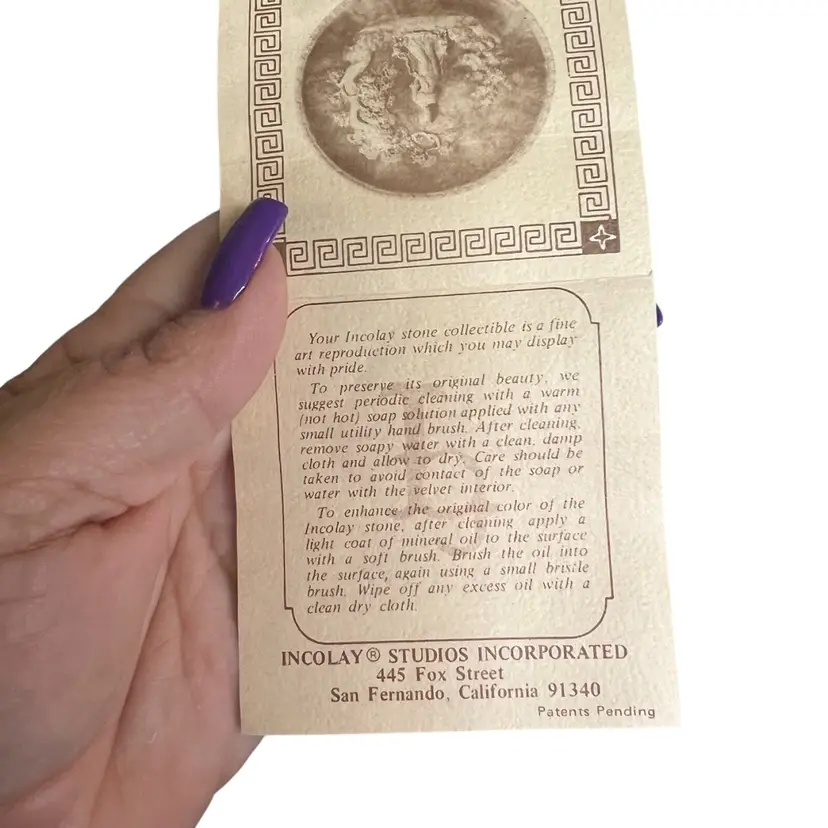 Your Incolay stone collectible is a fine
art reproduction which you may display
with pride.
To preserve its original beauty, we
suggest periodic cleaning with a warm
(not hot) soap solution applied with any
small utility hand brush. After cleaning,
remove soapy water with a clean, damp
cloth and allow to dry. Care should be
taken to avoid contact of the soap or
water with the velvet interior.
To enhance the original color of the
Incolay stone, after cleaning apply a
light coat of mineral oil to the surface
with a soft brush. Brush the oil into
the surface, again using a small bristle
brush. Wipe off any excess oil with a
clean dry cloth.
INCOLAY® STUDIOS INCORPORATED
445 Fox Street
San Fernando, California 91340
Patents Pending